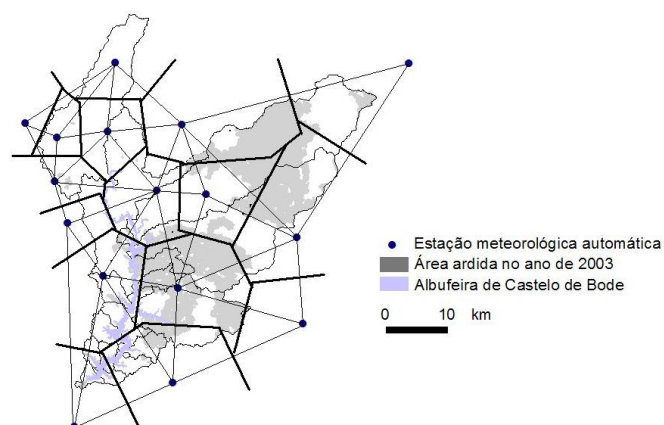 Estação meteorológica automática
Área ardida no ano de 2003
Albufeira de Castelo de Bode
0 10 km